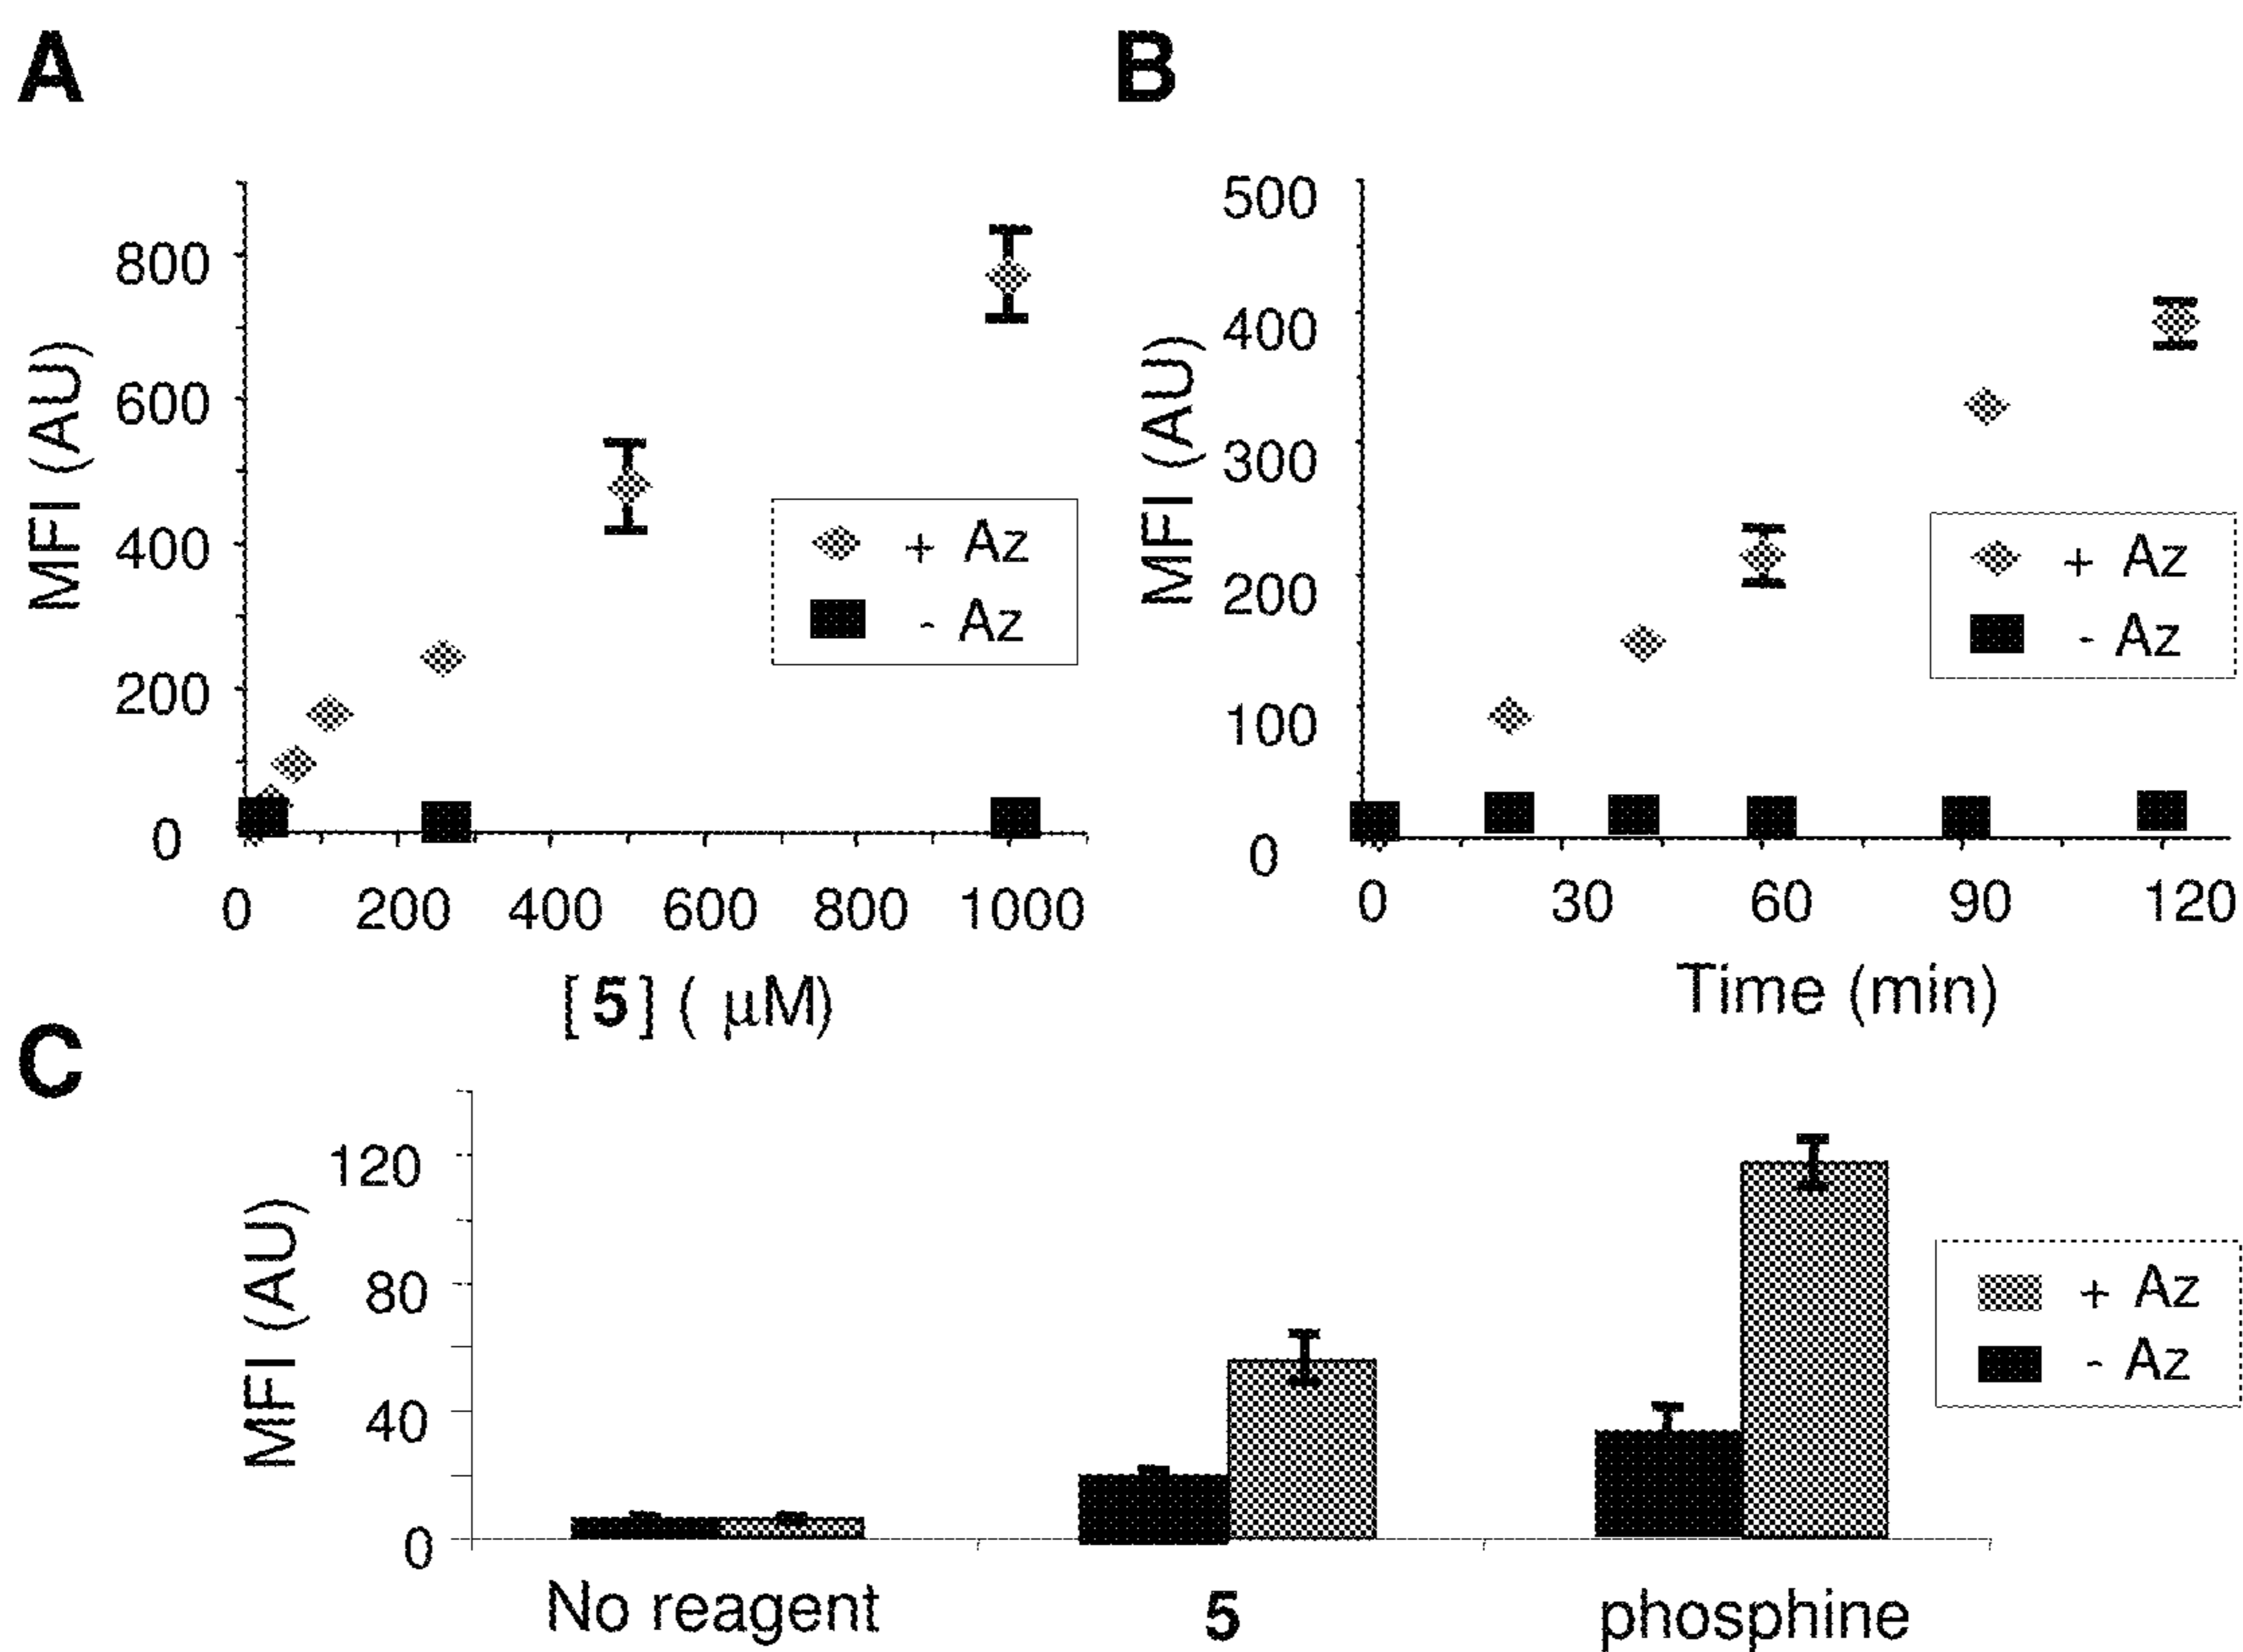 A
MFI (AU)
800
600
400
200
0
0 200 400 600 800 1000
[5] ( μM)
+ Az
- Az
B
MFI (AU)
500
400
300
200
100
0
0 30 60 90 120
Time (min)
+ Az
- Az
C
MFI (AU)
120
80
40
0
No reagent 5 phosphine
+ Az
- Az